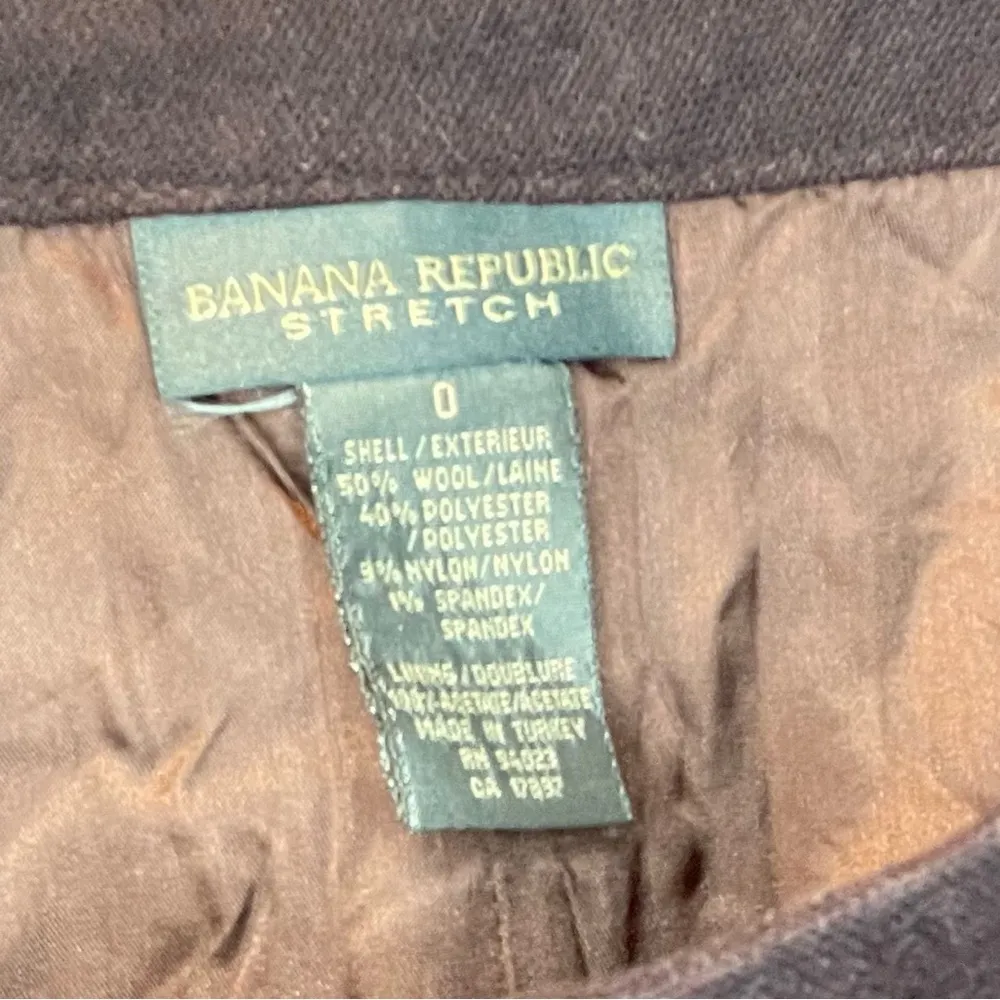 BANANA REPUBLIC
STRETCH
0
SHELL/EXTERIEUR
50% WOOL/LAINE
40% POLYESTER
/POLYESTER
9% NYLON/NYLON
1% SPANDEX/
SPANDEX
LINING/DOUBLURE
100% ACETATE/ACETATE
MADE IN TURKEY
RN 54023
CA 17897